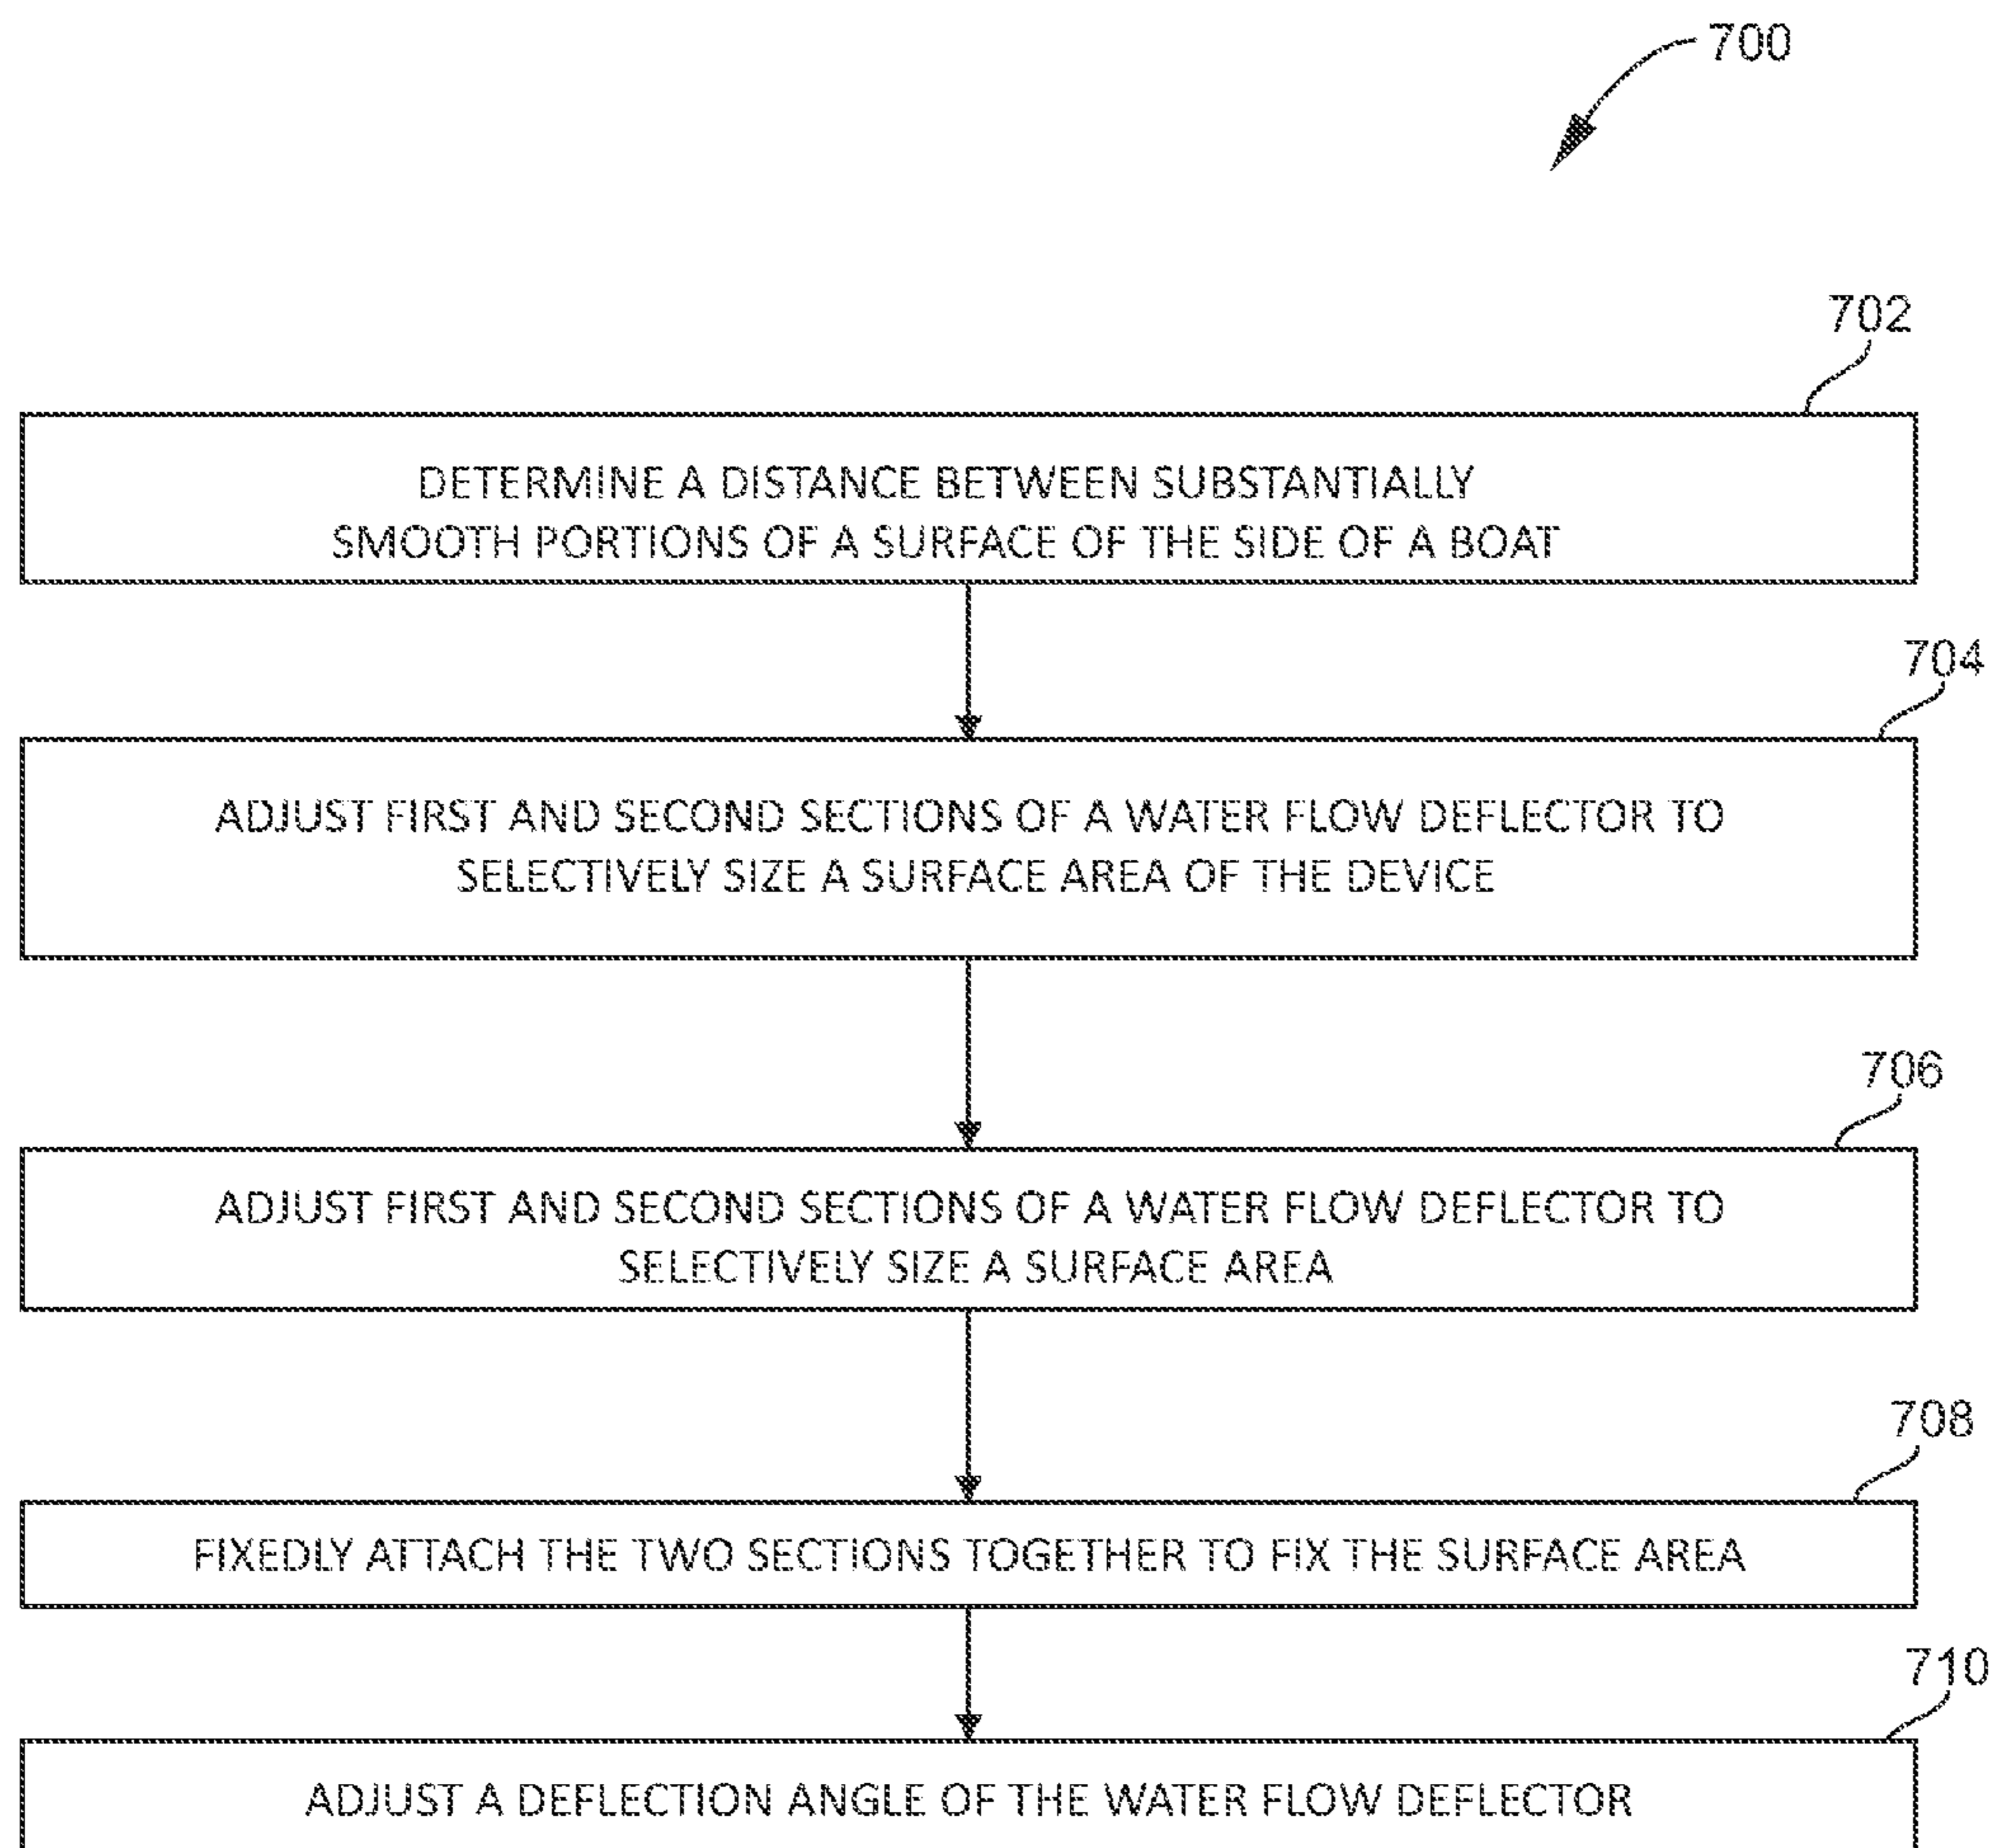 700
702
DETERMINE A DISTANCE BETWEEN SUBSTANTIALLY
SMOOTH PORTIONS OF A SURFACE OF THE SIDE OF A BOAT
704
ADJUST FIRST AND SECOND SECTIONS OF A WATER FLOW DEFLECTOR TO
SELECTIVELY SIZE A SURFACE AREA OF THE DEVICE
706
ADJUST FIRST AND SECOND SECTIONS OF A WATER FLOW DEFLECTOR TO
SELECTIVELY SIZE A SURFACE AREA
708
FIXEDLY ATTACH THE TWO SECTIONS TOGETHER TO FIX THE SURFACE AREA
710
ADJUST A DEFLECTION ANGLE OF THE WATER FLOW DEFLECTOR